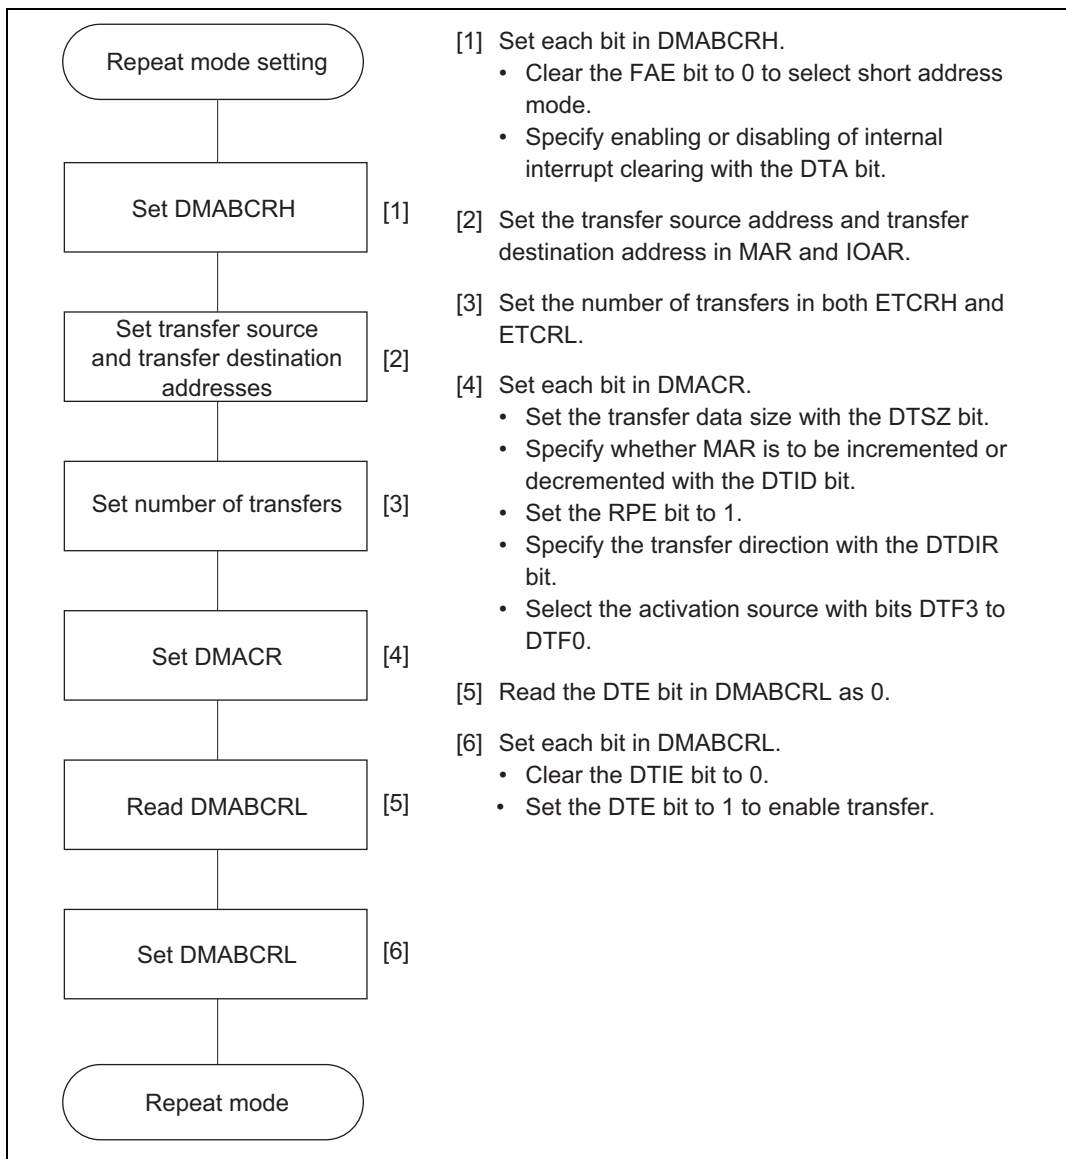 Repeat mode setting
Set DMABCRH
[1]
Set transfer source
and transfer destination
addresses
[2]
Set number of transfers
[3]
Set DMACR
[4]
Read DMABCRL
[5]
Set DMABCRL
[6]
Repeat mode
[1] Set each bit in DMABCRH.
• Clear the FAE bit to 0 to select short address
mode.
• Specify enabling or disabling of internal
interrupt clearing with the DTA bit.
[2] Set the transfer source address and transfer
destination address in MAR and IOAR.
[3] Set the number of transfers in both ETCRH and
ETCRL.
[4] Set each bit in DMACR.
• Set the transfer data size with the DTSZ bit.
• Specify whether MAR is to be incremented or
decremented with the DTID bit.
• Set the RPE bit to 1.
• Specify the transfer direction with the DTDIR
bit.
• Select the activation source with bits DTF3 to
DTF0.
[5] Read the DTE bit in DMABCRL as 0.
[6] Set each bit in DMABCRL.
• Clear the DTIE bit to 0.
• Set the DTE bit to 1 to enable transfer.